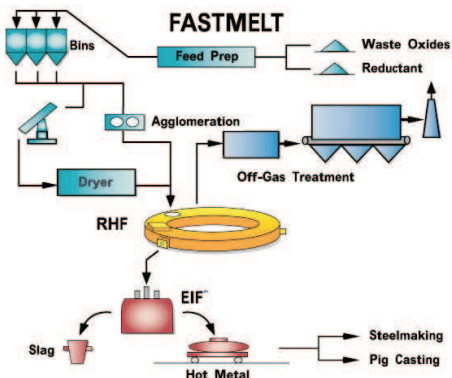 FASTMELT
Bins
Feed Prep
Waste Oxides
Reductant
Agglomeration
Dryer
Off-Gas Treatment
RHF
EIF
Slag
Hot Metal
Steelmaking
Pig Casting